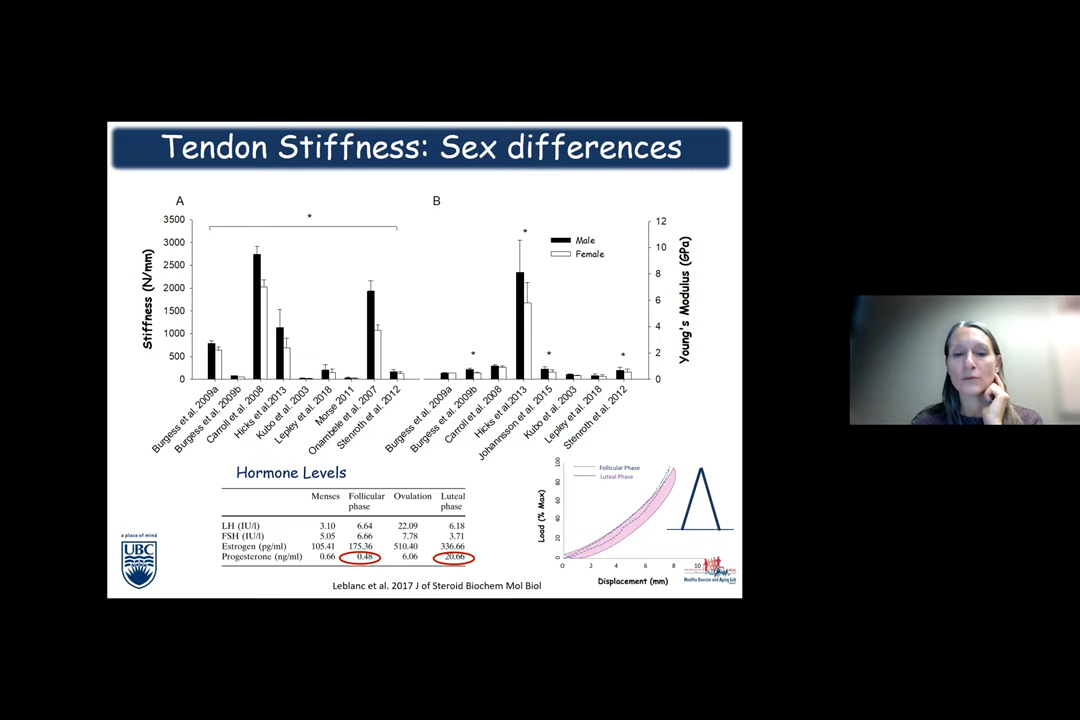 Tendon Stiffness: Sex differences
A
B
*
3500
3000
2500
2000
1500
1000
500
0
Stiffness (N/mm)
Burgess et al. 2009a
Burgess et al. 2009b
Carroll et al. 2008
Hicks et al.2013
Kubo et al. 2003
Lepley et al. 2018
Morse 2011
Onambele et al. 2007
Stenroth et al. 2012
*
*
*
*
Male
Female
12
10
8
6
4
2
0
Young's Modulus (GPa)
Burgess et al. 2009a
Burgess et al. 2009b
Carroll et al. 2008
Hicks et al.2013
Johannsson et al. 2015
Kubo et al. 2003
Lepley et al. 2018
Stenroth et al. 2012
Hormone Levels
Menses Follicular phase Ovulation Luteal phase
LH (IU/l) 3.10 6.64 22.09 6.18
FSH (IU/l) 5.05 6.66 7.78 3.71
Estrogen (pg/ml) 105.41 175.36 510.40 336.66
Progesterone (ng/ml) 0.66 0.48 6.06 20.66
Leblanc et al. 2017 J of Steroid Biochem Mol Biol
Follicular Phase
Luteal Phase
100
80
60
40
20
0
Load (% Max)
0 2 4 6 8 10
Displacement (mm)
a place of mind
UBC
Healthy Exercise and Aging Lab